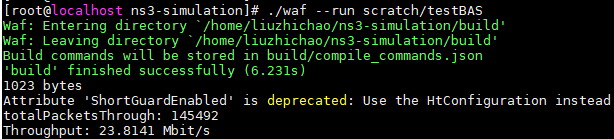 [root@localhost ns3-simulation]# ./waf --run scratch/testBAS
Waf: Entering directory `/home/liuzhichao/ns3-simulation/build'
Waf: Leaving directory `/home/liuzhichao/ns3-simulation/build'
Build commands will be stored in build/compile_commands.json
'build' finished successfully (6.231s)
1023 bytes
Attribute 'ShortGuardEnabled' is deprecated: Use the HtConfiguration instead
totalPacketsThrough: 145492
Throughput: 23.8141 Mbit/s